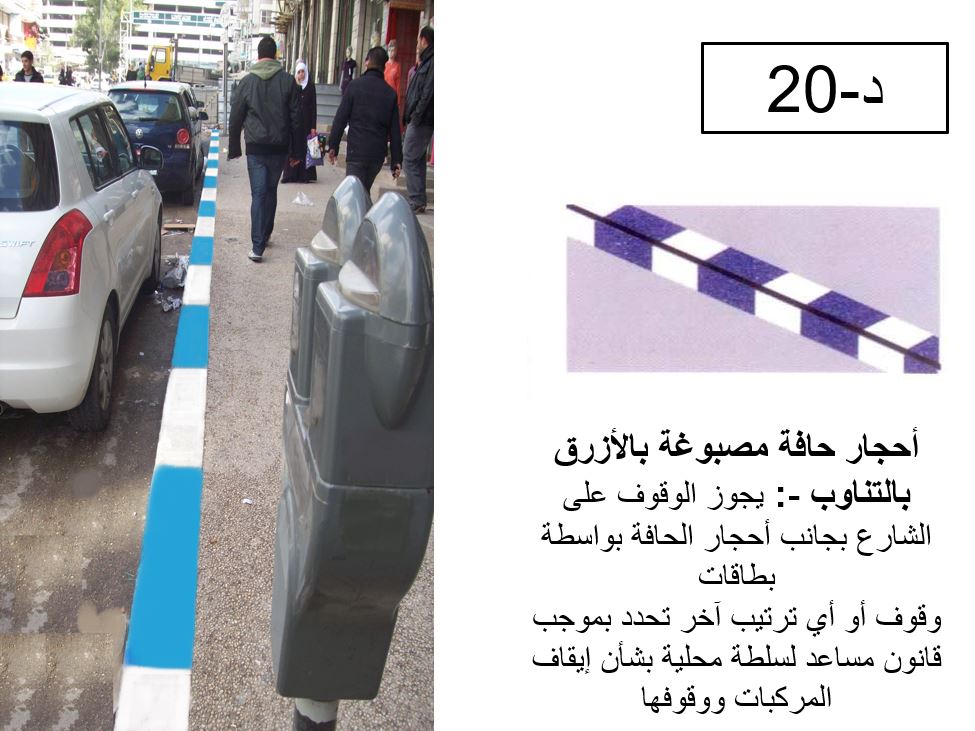 د-20
أحجار حافة مصبوغة بالأزرق
بالتناوب -: يجوز الوقوف على
الشارع بجانب أحجار الحافة بواسطة
بطاقات
وقوف أو أي ترتيب آخر تحدد بموجب
قانون مساعد لسلطة محلية بشأن إيقاف
المركبات ووقوفها
SWIFT